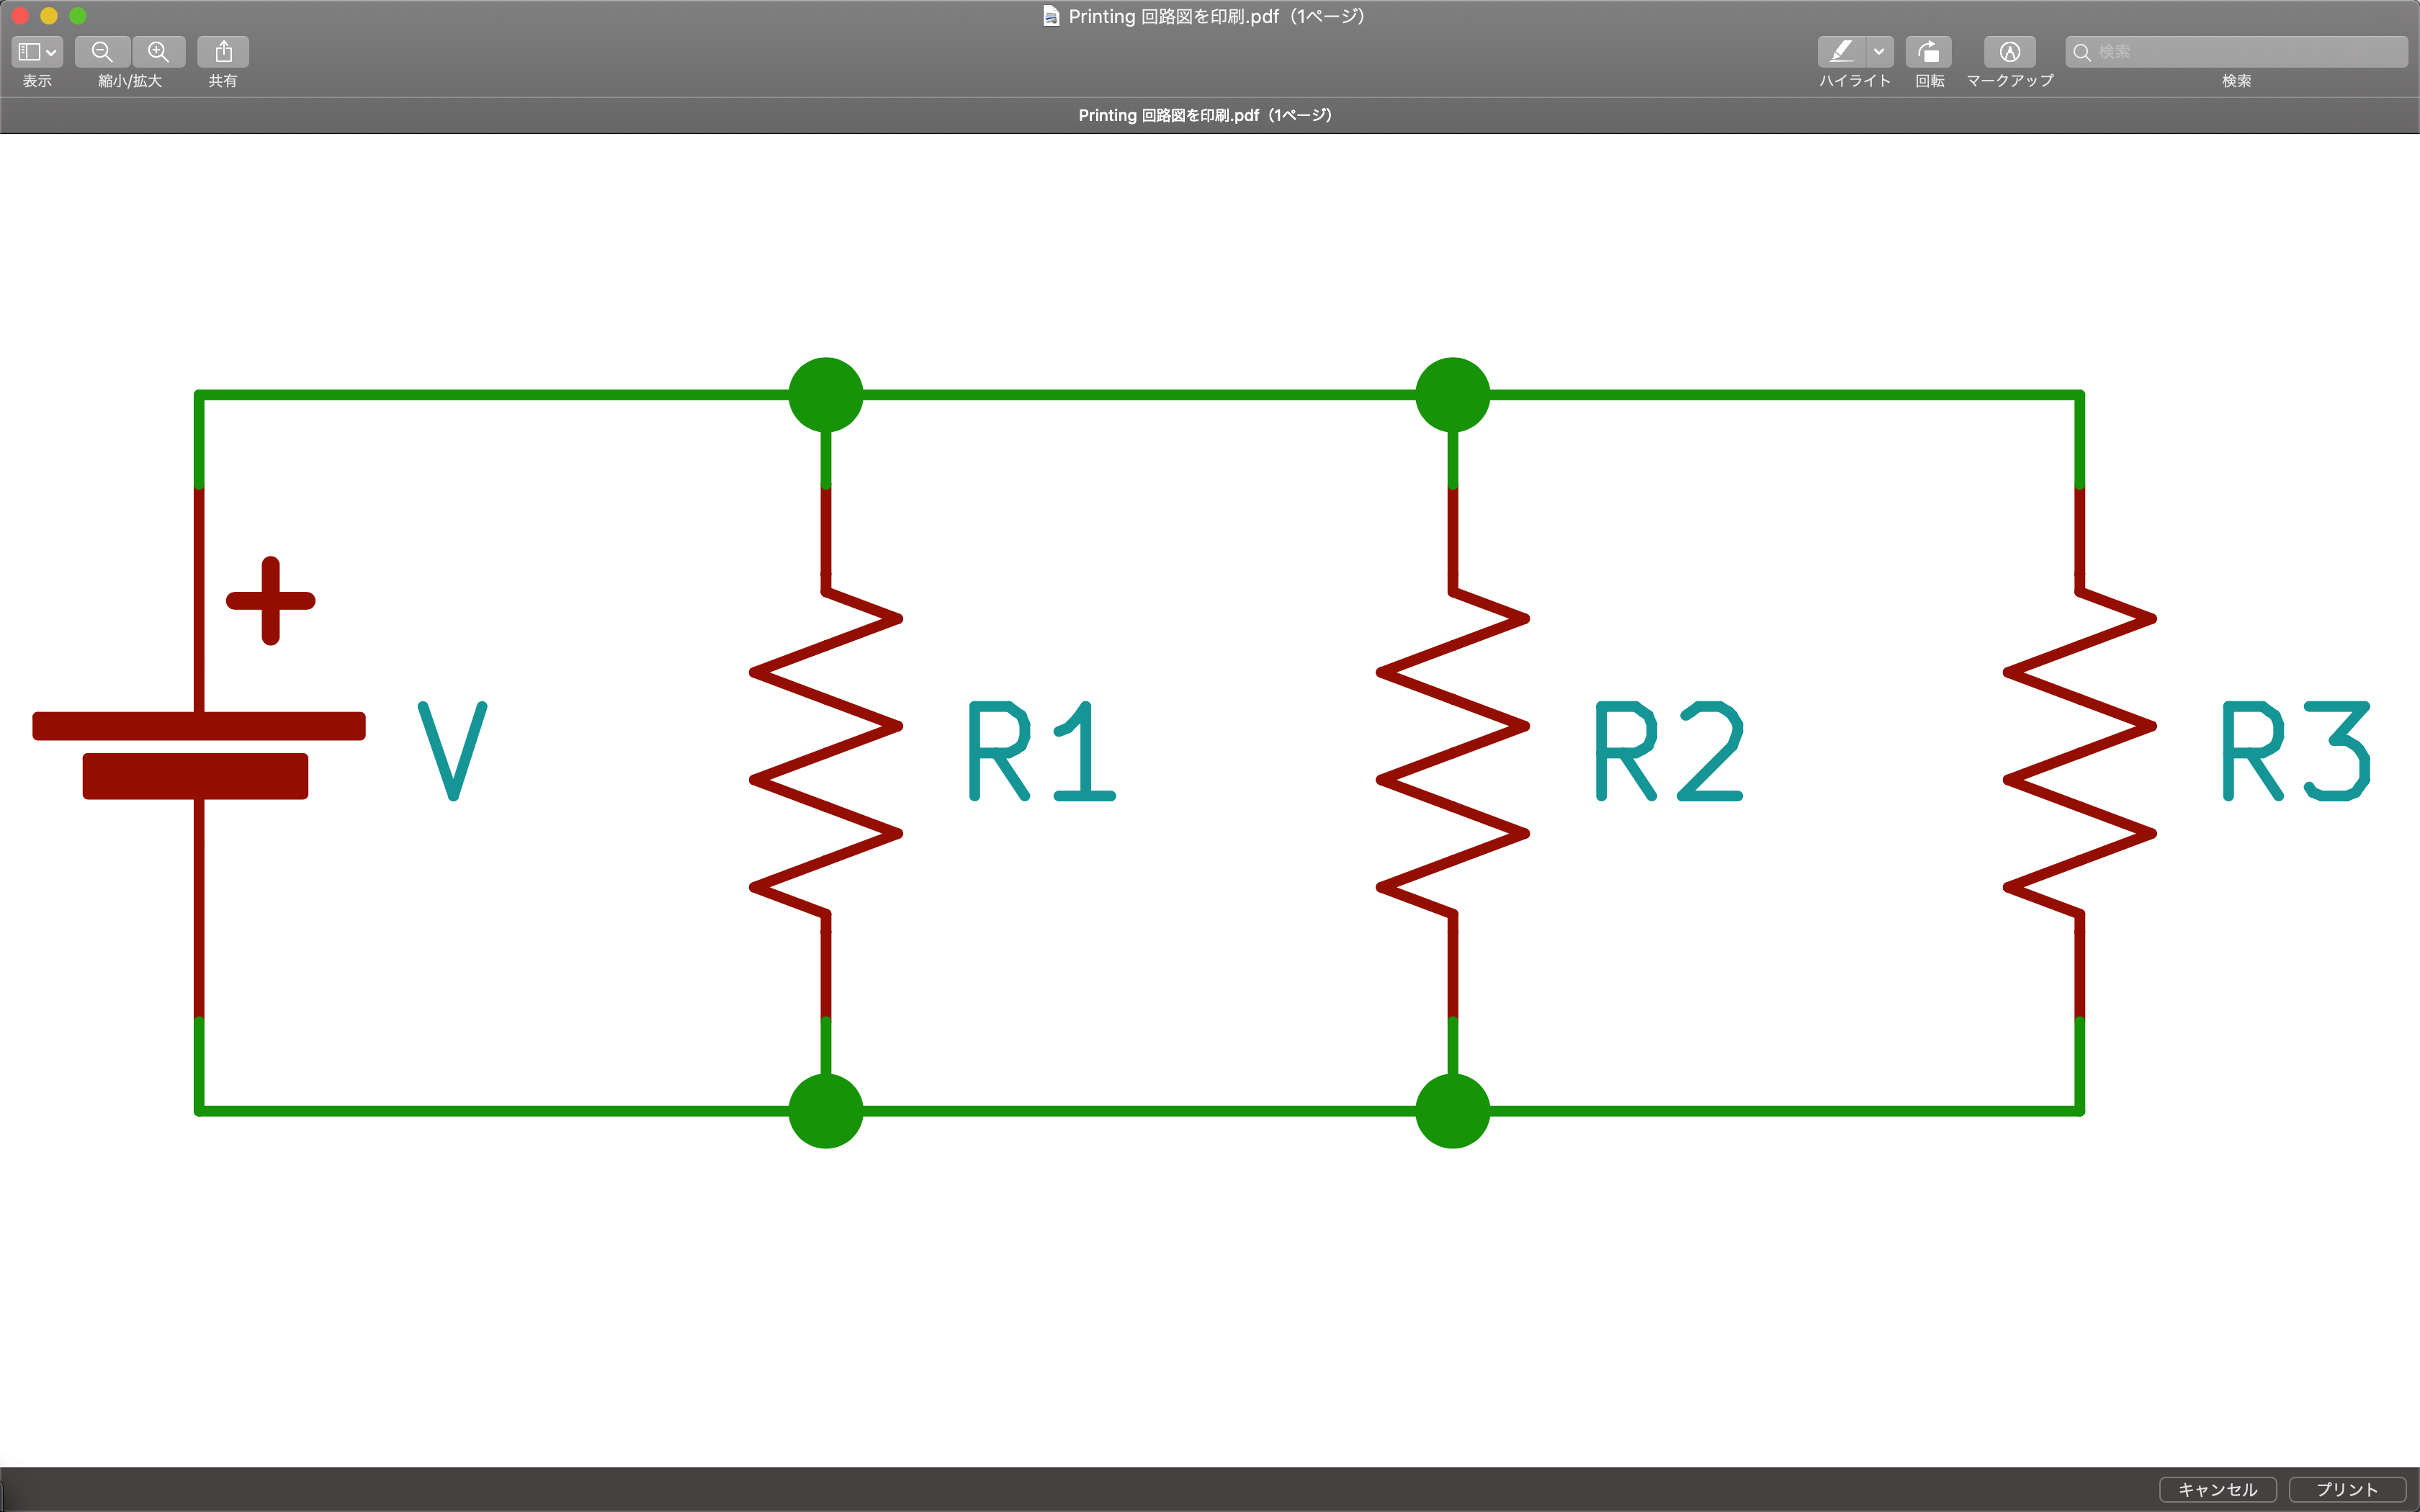 Printing 回路図を印刷.pdf（1ページ）
表示
縮小/拡大
共有
ハイライト
回転
マークアップ
検索
検索
Printing 回路図を印刷.pdf（1ページ）
V
R1
R2
R3
キャンセル
プリント